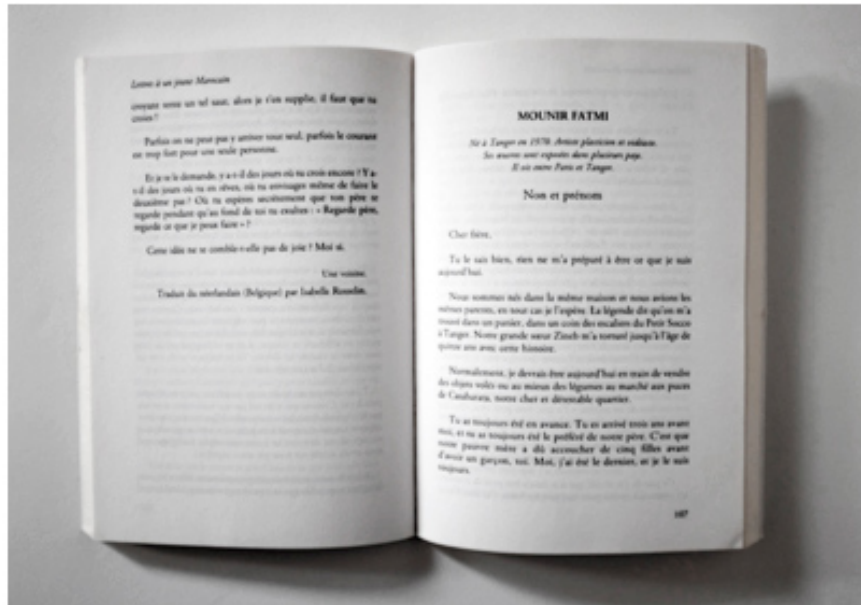 Lettres à un jeune Marocain
croyant verse un tel saut, alors je t'en supplie, il faut que tu
croies !
Parfois on ne peut pas y arriver tout seul, parfois le courant
est trop fort pour une seule personne.
Et je te le demande, y a-t-il des jours où tu crois encore ? Y a-
t-il des jours où tu en rêves, où tu envisages même de faire le
deuxième pas ? Où tu espères secrètement que ton père te
regarde pendant qu'au fond de toi tu exultes : « Regarde père,
regarde ce que je peux faire » ?
Cette idée ne te comble-t-elle pas de joie ? Moi si.
Une voisine.
Traduit du néerlandais (Belgique) par Isabelle Rosselin.
MOUNIR FATMI
Né à Tanger en 1970. Artiste plasticien et
Ses œuvres sont exposées dans plusieurs pays.
Il vit entre Paris et Tanger.
Non et prénom
Cher frère,
Tu le sais bien, rien ne m'a préparé à être ce que je suis
aujourd'hui.
Nous sommes nés dans la même maison et nous avions les
mêmes parents, en tout cas je l'espère. La légende dit qu'on m'a
trouvé dans un panier, dans un coin des escaliers du Petit Socco
à Tanger. Notre grande sœur Zineb m'a torturé jusqu'à l'âge de
quinze ans avec cette histoire.
Normalement, je devrais être aujourd'hui en train de vendre
des objets volés ou au mieux des légumes au marché aux puces
de Casabarata, notre cher et détestable quartier.
Tu as toujours été en avance. Tu es arrivé trois ans avant
moi, et tu as toujours été le préféré de notre père. C'est que
notre pauvre mère a dû accoucher de cinq filles avant
d'avoir un garçon, toi. Moi, j'ai été le dernier, et je le suis
toujours.
107